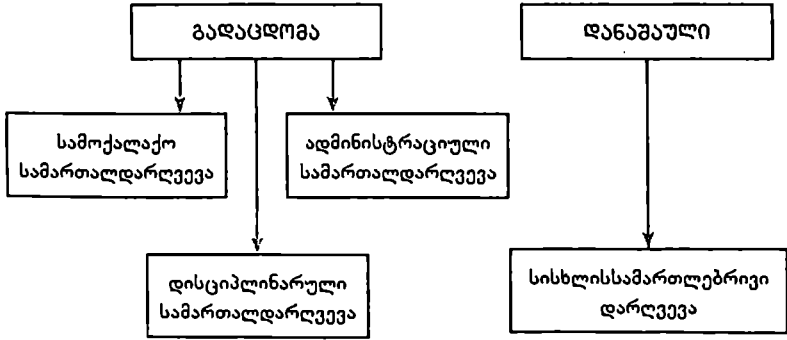 გადაცდომა
დანაშაული
სამოქალაქო
სამართალდარღვევა
ადმინისტრაციული
სამართალდარღვევა
დისციპლინარული
სამართალდარღვევა
სისხლისსამართლებრივი
დარღვევა